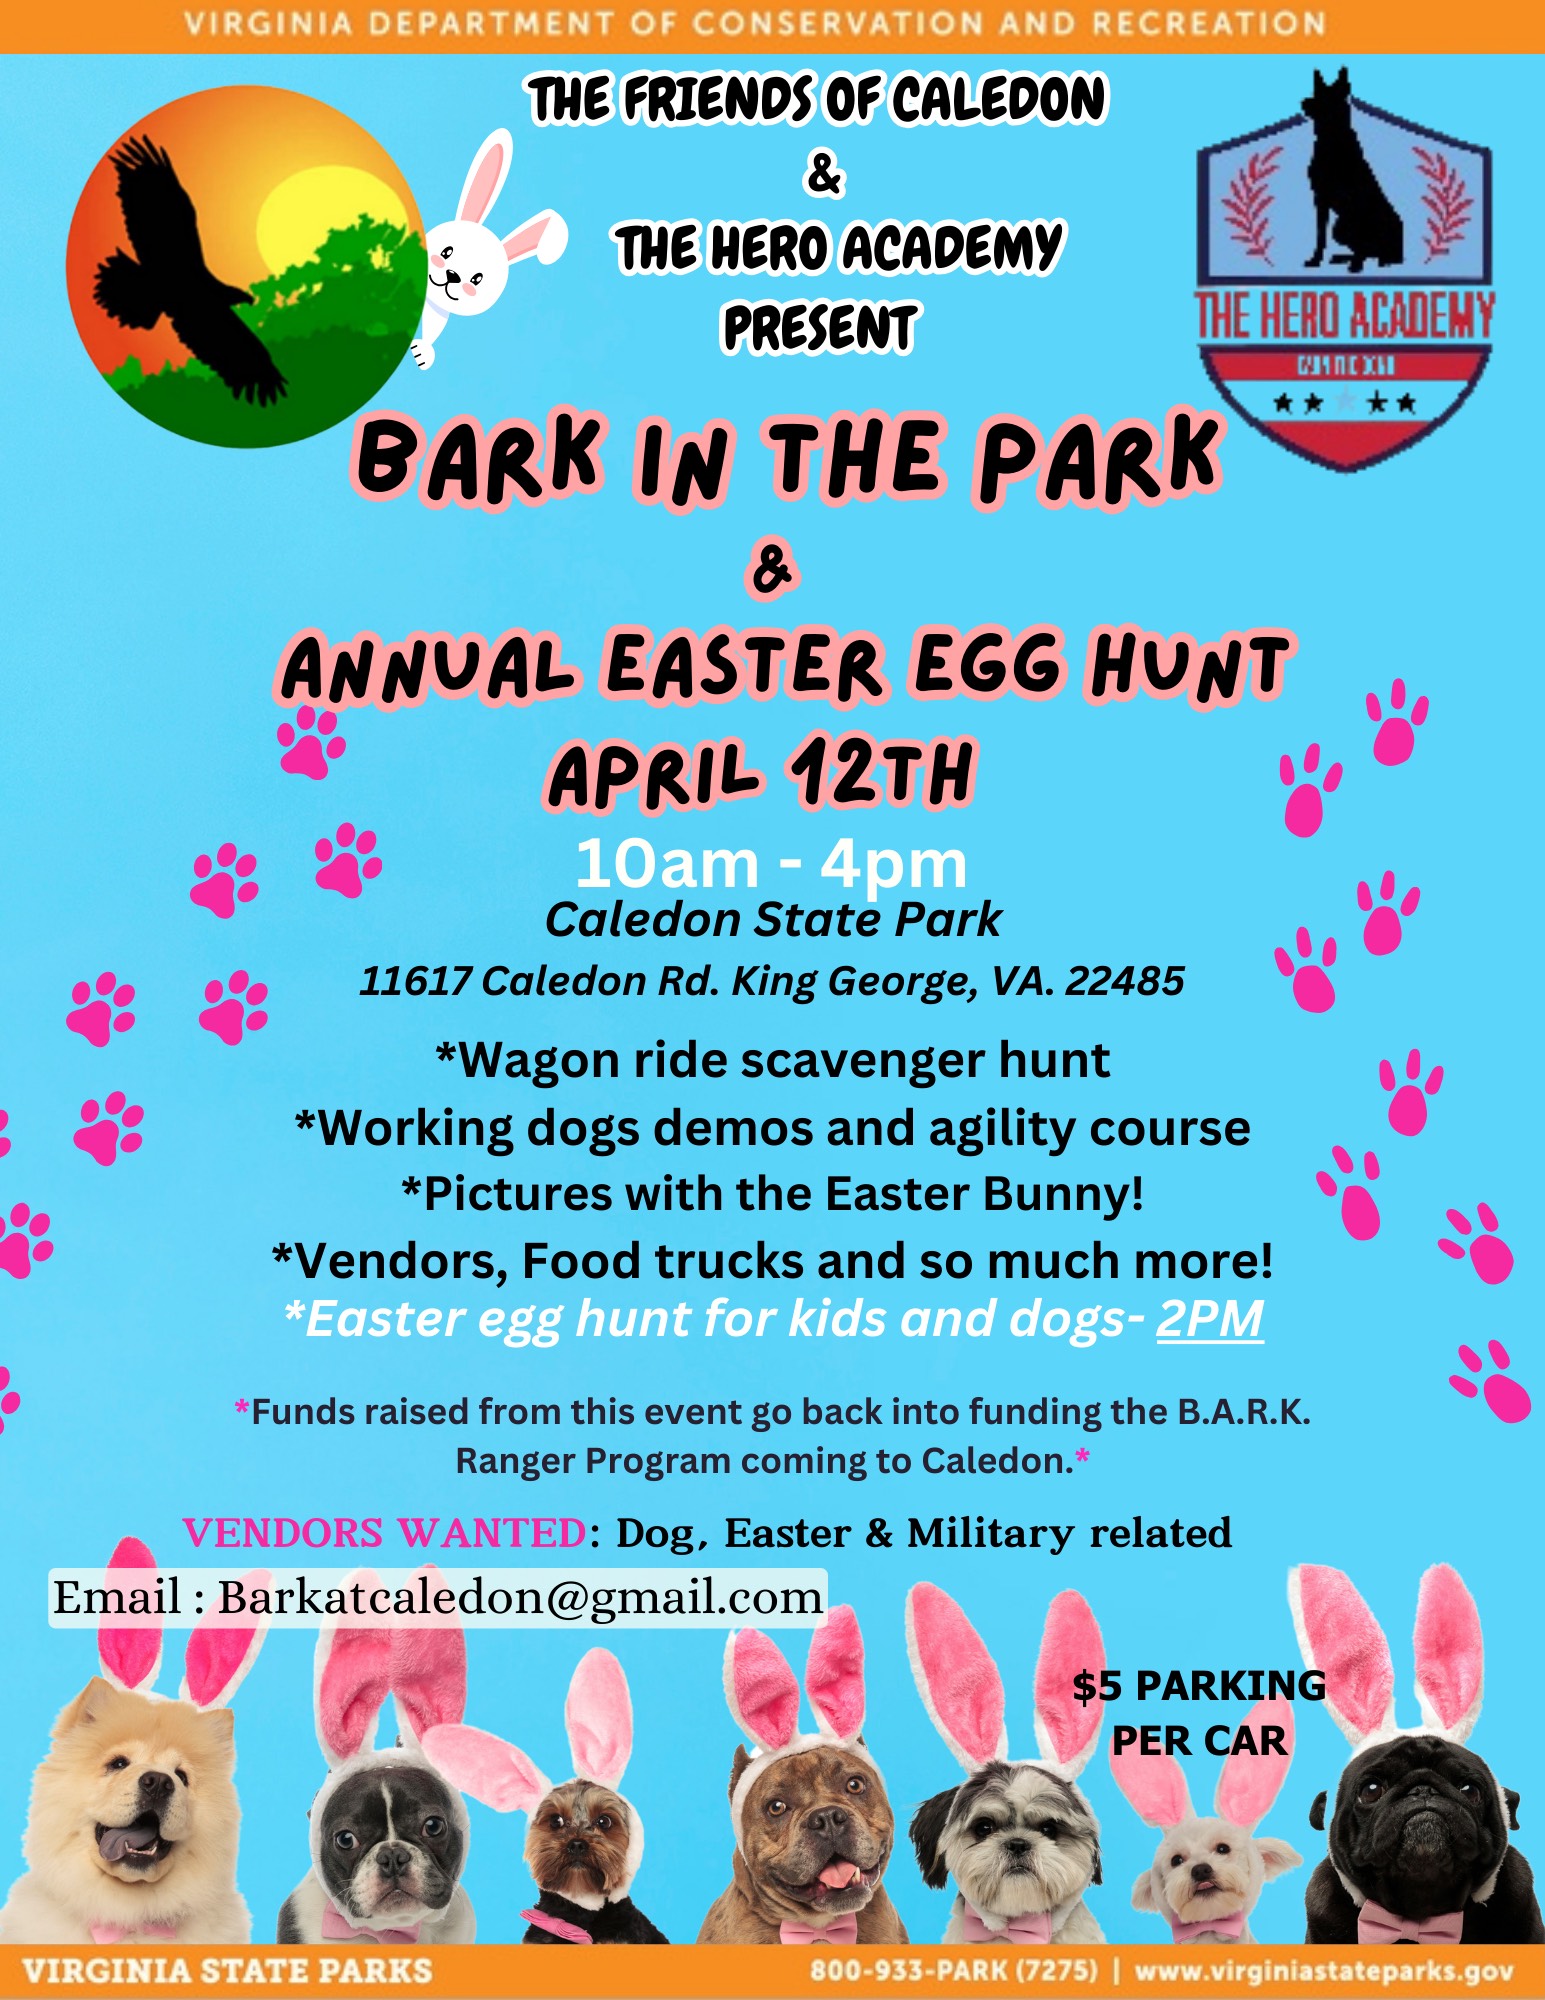 VIRGINIA DEPARTMENT OF CONSERVATION AND RECREATION
THE FRIENDS OF CALEDON
&
THE HERO ACADEMY
PRESENT
THE HERO ACADEMY
BARK IN THE PARK
&
ANNUAL EASTER EGG HUNT
APRIL 12TH
10am - 4pm
Caledon State Park
11617 Caledon Rd. King George, VA. 22485
*Wagon ride scavenger hunt
*Working dogs demos and agility course
*Pictures with the Easter Bunny!
*Vendors, Food trucks and so much more!
*Easter egg hunt for kids and dogs- 2PM
*Funds raised from this event go back into funding the B.A.R.K.
Ranger Program coming to Caledon.*
VENDORS WANTED: Dog, Easter & Military related
Email : Barkatcaledon@gmail.com
$5 PARKING
PER CAR
VIRGINIA STATE PARKS
800-933-PARK (7275) | www.virginiastateparks.gov